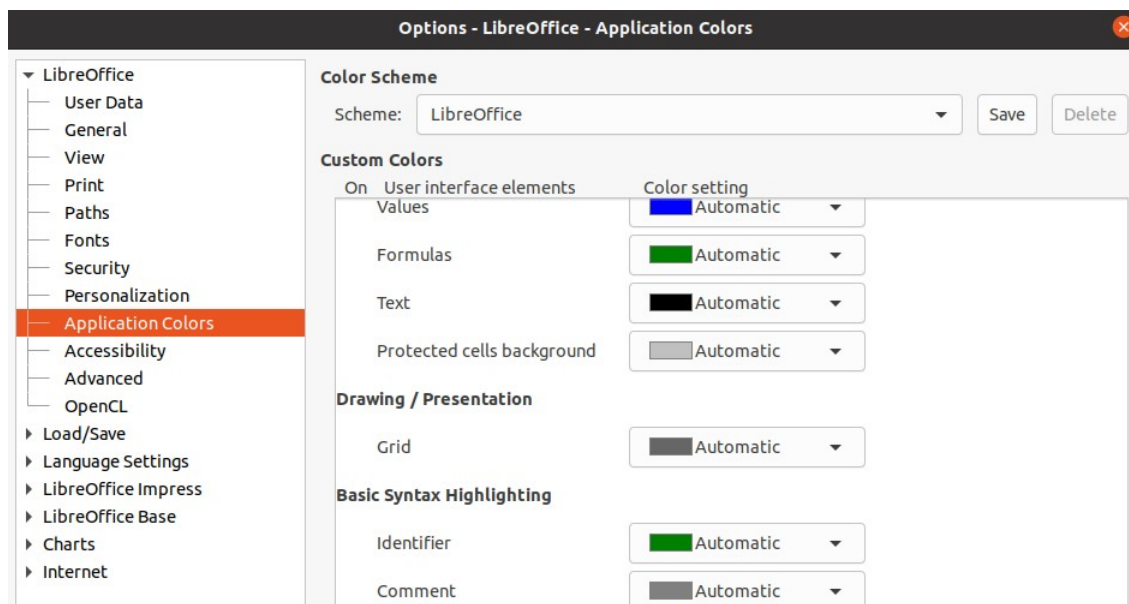 Options - LibreOffice - Application Colors
LibreOffice
User Data
General
View
Print
Paths
Fonts
Security
Personalization
Application Colors
Accessibility
Advanced
OpenCL
Load/Save
Language Settings
LibreOffice Impress
LibreOffice Base
Charts
Internet
Color Scheme
Scheme: LibreOffice Save Delete
Custom Colors
On User interface elements Color setting
Values Automatic
Formulas Automatic
Text Automatic
Protected cells background Automatic
Drawing / Presentation
Grid Automatic
Basic Syntax Highlighting
Identifier Automatic
Comment Automatic